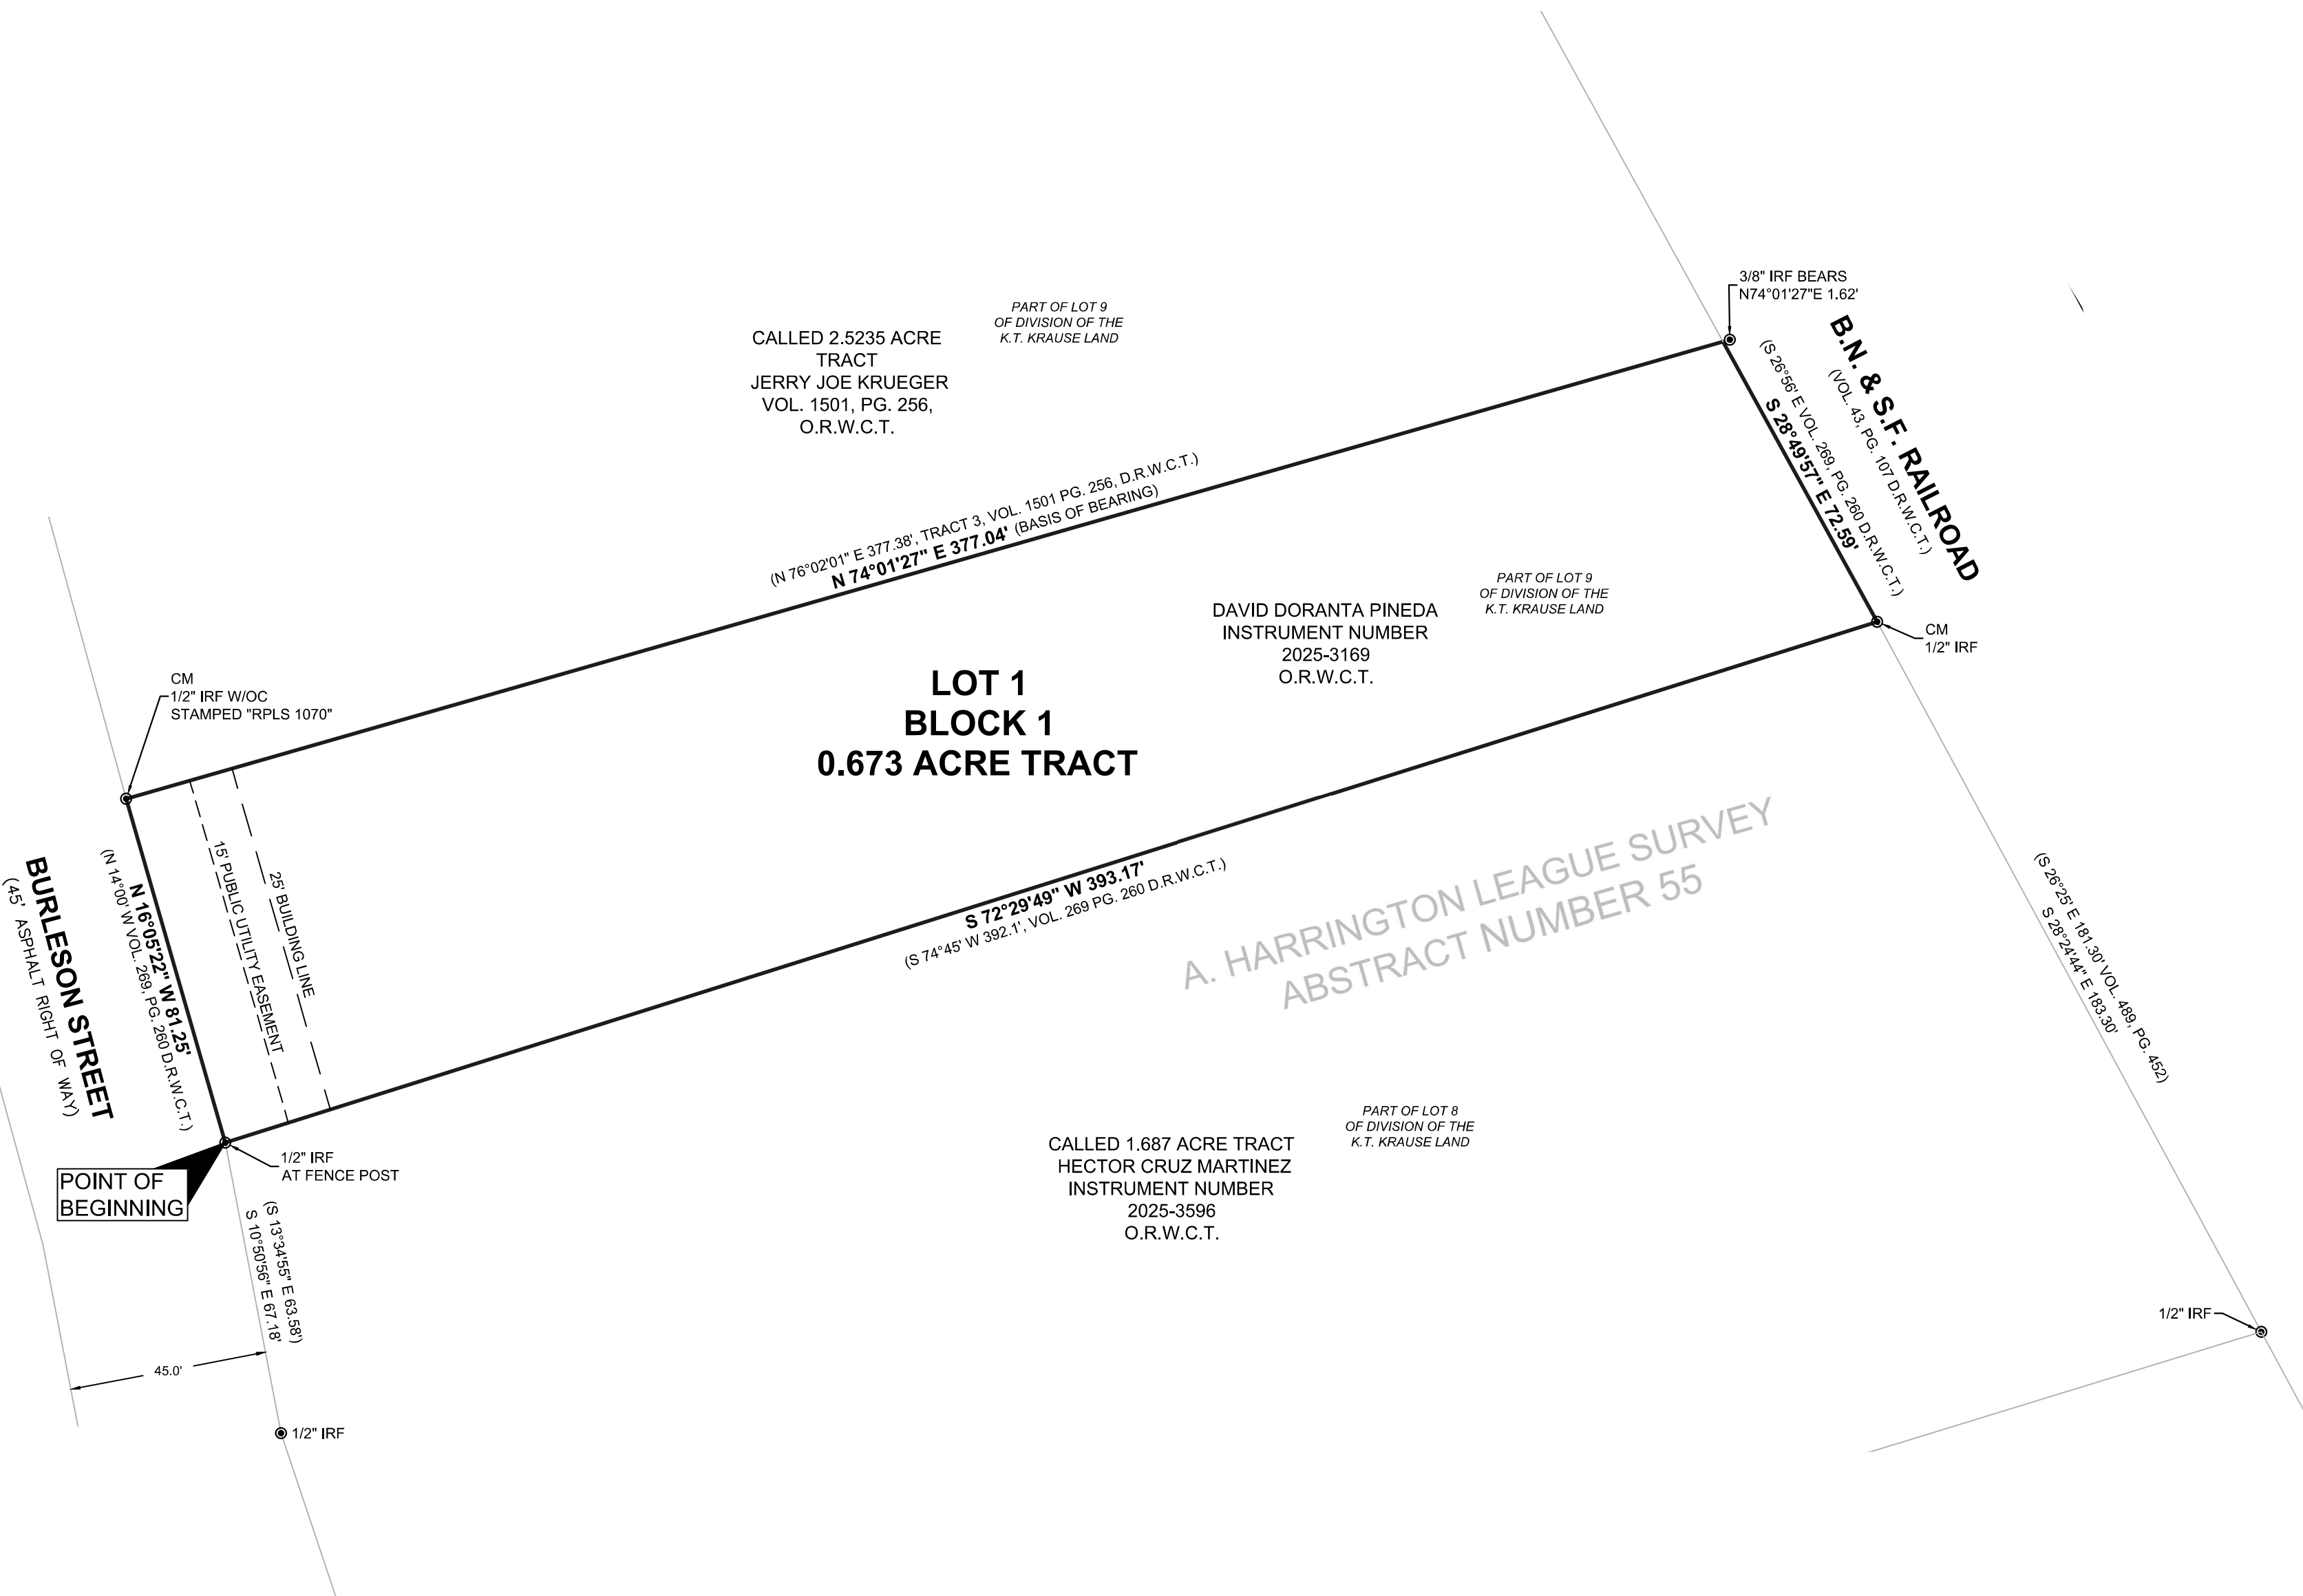 3/8" IRF BEARS
N74°01'27"E 1.62'
PART OF LOT 9
OF DIVISION OF THE
K.T. KRAUSE LAND
CALLED 2.5235 ACRE
TRACT
JERRY JOE KRUEGER
VOL. 1501, PG. 256,
O.R.W.C.T.
B.N. & S.F. RAILROAD
(VOL. 43, PG. 107 D.R.W.C.T.)
(S 26°56' E VOL. 269, PG. 260 D.R.W.C.T.)
S 28°49'57" E 72.59'
(N 76°02'01" E 377.38', TRACT 3, VOL. 1501 PG. 256, D.R.W.C.T.)
N 74°01'27" E 377.04' (BASIS OF BEARING)
PART OF LOT 9
OF DIVISION OF THE
K.T. KRAUSE LAND
DAVID DORANTA PINEDA
INSTRUMENT NUMBER
2025-3169
O.R.W.C.T.
CM
1/2" IRF
CM
1/2" IRF W/OC
STAMPED "RPLS 1070"
LOT 1
BLOCK 1
0.673 ACRE TRACT
BURLESON STREET
(45' ASPHALT RIGHT OF WAY)
N 16°05'22" W 81.25'
(N 14°00' W VOL. 269, PG. 260 D.R.W.C.T.)
15' PUBLIC UTILITY EASEMENT
25' BUILDING LINE
S 72°29'49" W 393.17'
(S 74°45' W 392.1', VOL. 269 PG. 260 D.R.W.C.T.)
A. HARRINGTON LEAGUE SURVEY
ABSTRACT NUMBER 55
(S 26°25' E 181.30' VOL. 489, PG. 452)
S 28°24'44" E 183.30'
PART OF LOT 8
OF DIVISION OF THE
K.T. KRAUSE LAND
CALLED 1.687 ACRE TRACT
HECTOR CRUZ MARTINEZ
INSTRUMENT NUMBER
2025-3596
O.R.W.C.T.
1/2" IRF
AT FENCE POST
POINT OF
BEGINNING
(S 13°34'55" E 63.58')
S 10°50'56" E 67.18'
1/2" IRF
45.0'
1/2" IRF